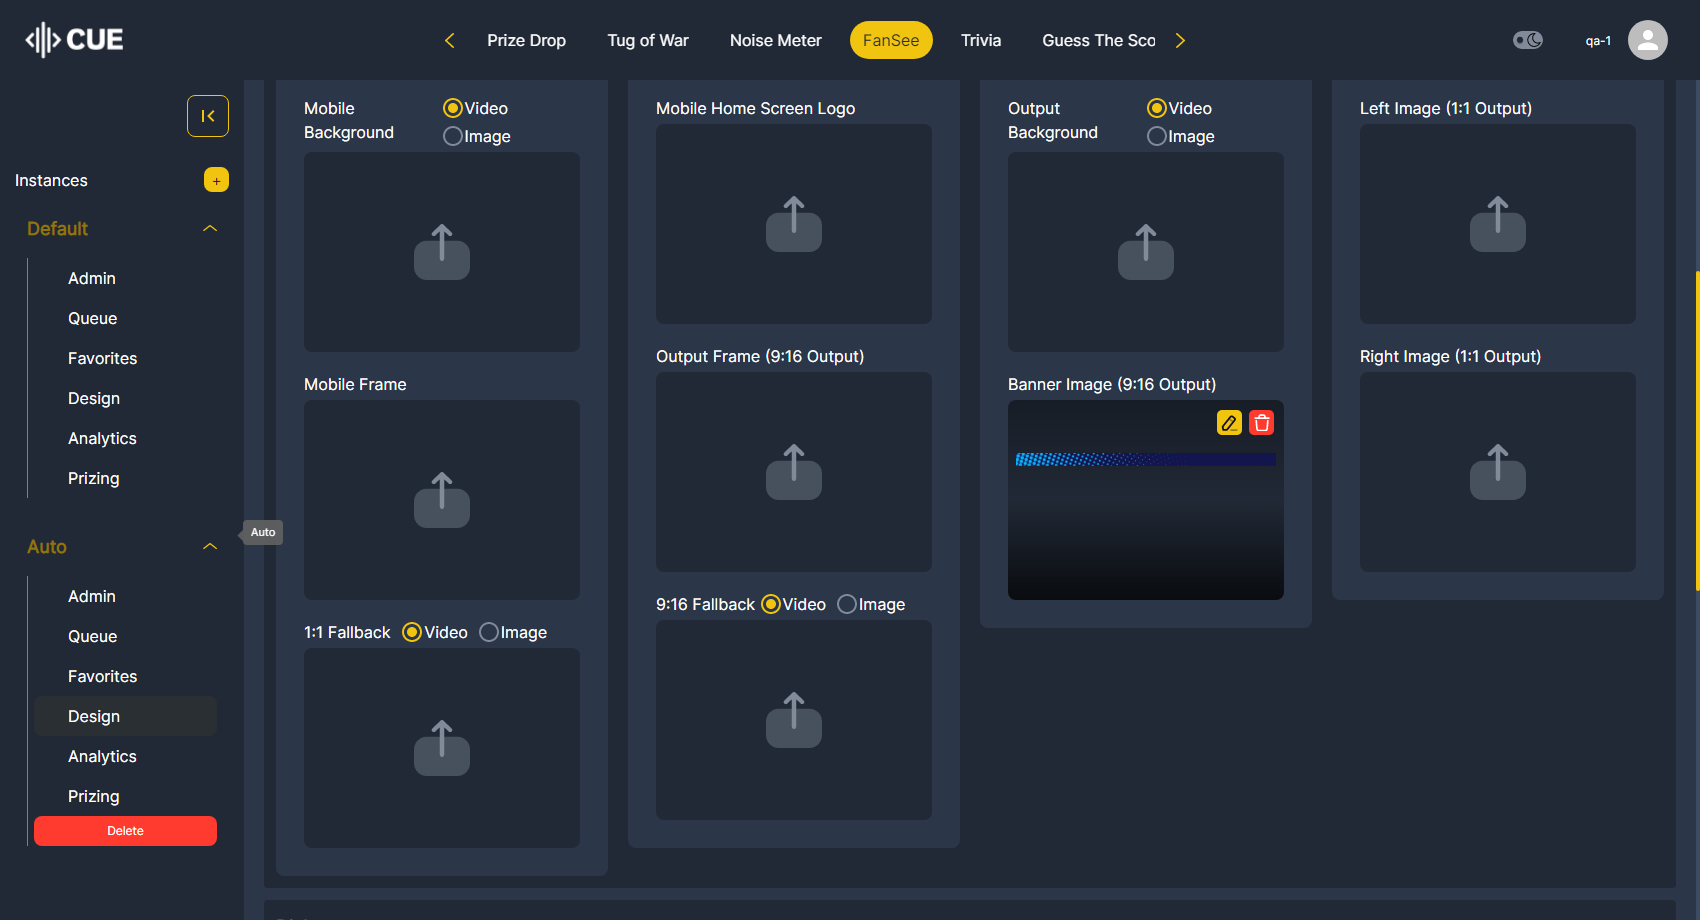 CUE
Prize Drop
Tug of War
Noise Meter
FanSee
Trivia
Guess The Sco
qa-1
Instances
+
Default
Admin
Queue
Favorites
Design
Analytics
Prizing
Auto
Auto
Admin
Queue
Favorites
Design
Analytics
Prizing
Delete
Mobile
Background
Video
Image
Mobile Frame
1:1 Fallback
Video
Image
Mobile Home Screen Logo
Output Frame (9:16 Output)
9:16 Fallback
Video
Image
Output
Background
Video
Image
Banner Image (9:16 Output)
Left Image (1:1 Output)
Right Image (1:1 Output)